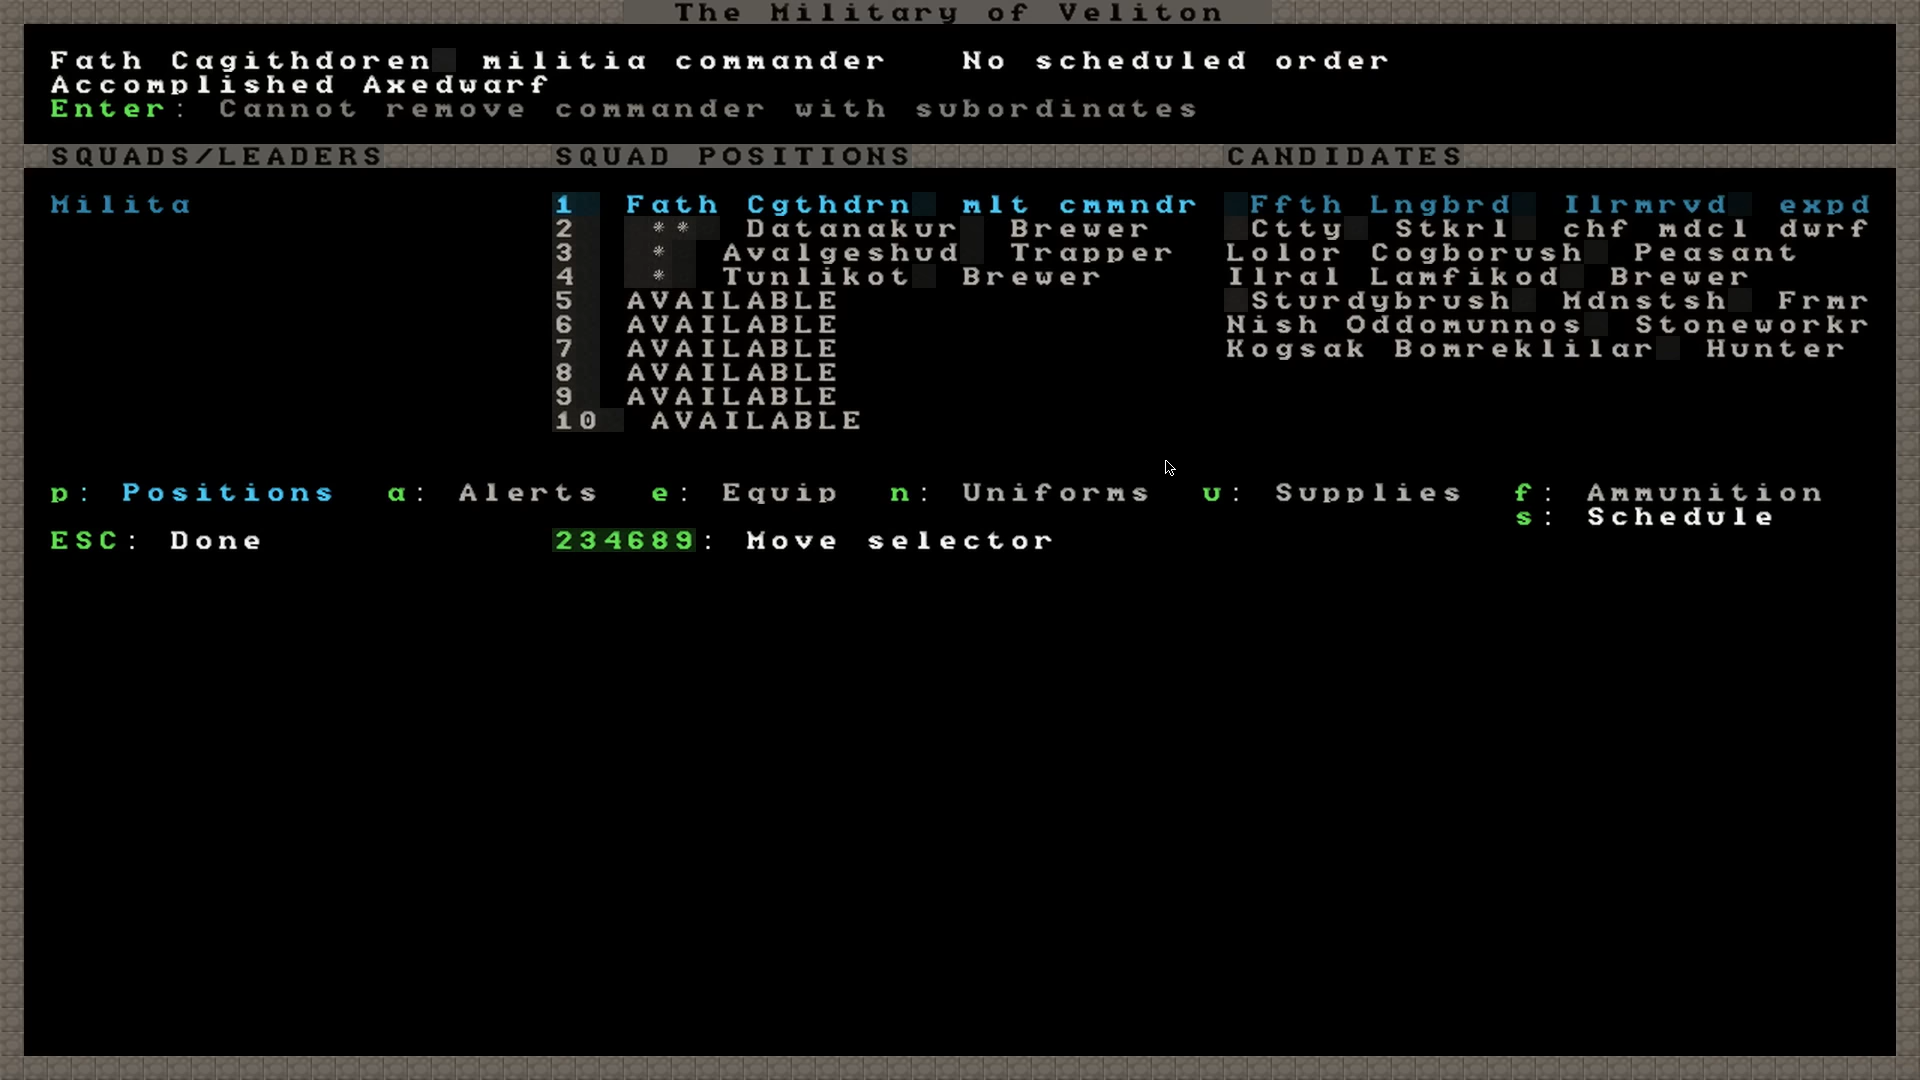 The Military of Veliton
Fath Cagithdoren militia commander No scheduled order
Accomplished Axedwarf
Enter: Cannot remove commander with subordinates
SQUADS/LEADERS SQUAD POSITIONS CANDIDATES
Milita 1 Fath Cgthdrn mlt cmmndr Ffth Lngbrd Ilrmrvd expd
2 ** Datanakur Brewer Ctty Stkrl chf mdcl dwrf
3 * Avalgeshud Trapper Lolor Cogborush Peasant
4 * Tunlikot Brewer Ilral Lamfikod Brewer
5 AVAILABLE Sturdybrush Mdnstsh Frmr
6 AVAILABLE Nish Oddomunnos Stoneworkr
7 AVAILABLE Kogsak Bomreklilar Hunter
8 AVAILABLE
9 AVAILABLE
10 AVAILABLE
p: Positions a: Alerts e: Equip n: Uniforms u: Supplies f: Ammunition
s: Schedule
ESC: Done 234689: Move selector